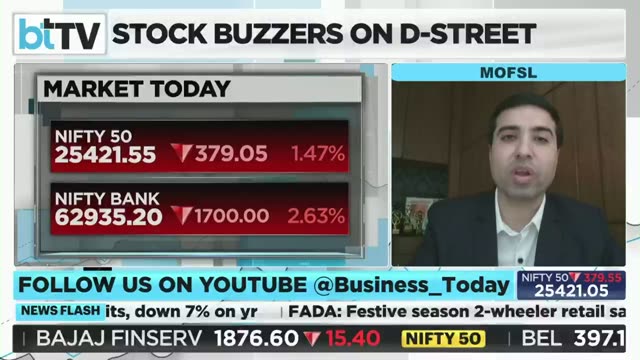 btTV STOCK BUZZERS ON D-STREET
MOFSL
MARKET TODAY
NIFTY 50
25421.55 379.05 1.47%
NIFTY BANK
62935.20 1700.00 2.63%
FOLLOW US ON YOUTUBE @Business_Today
NIFTY 50 379.55
25421.05
NEWS FLASH its, down 7% on yr FADA: Festive season 2-wheeler retail sa
BAJAJ FINSERV 1876.60 15.40 NIFTY 50 BEL 397.1